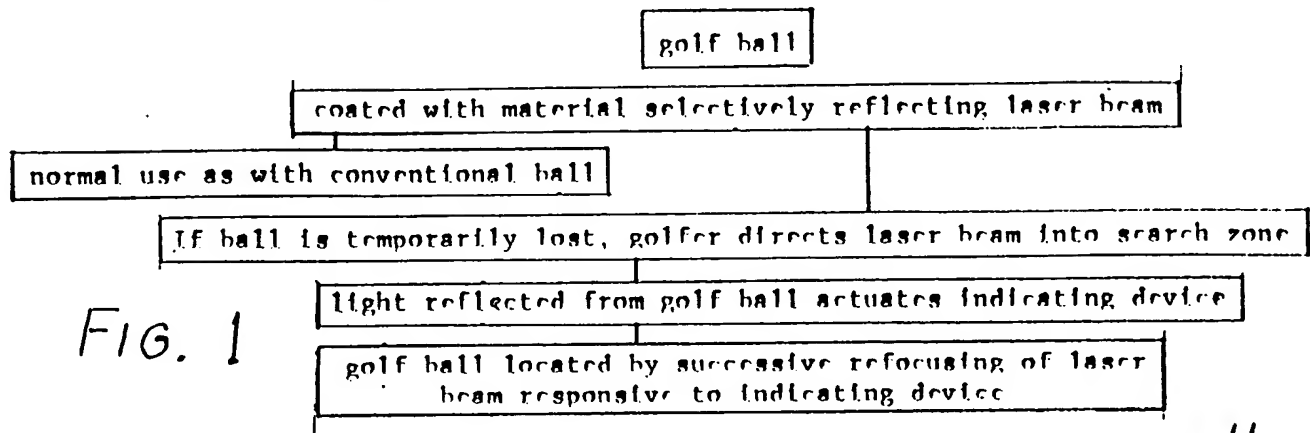 golf ball
coated with material selectively reflecting laser beam
normal use as with conventional ball
If ball is temporarily lost, golfer directs laser beam into search zone
light reflected from golf ball actuates indicating device
FIG. 1
golf ball located by successive refocusing of laser
beam responsive to indicating device